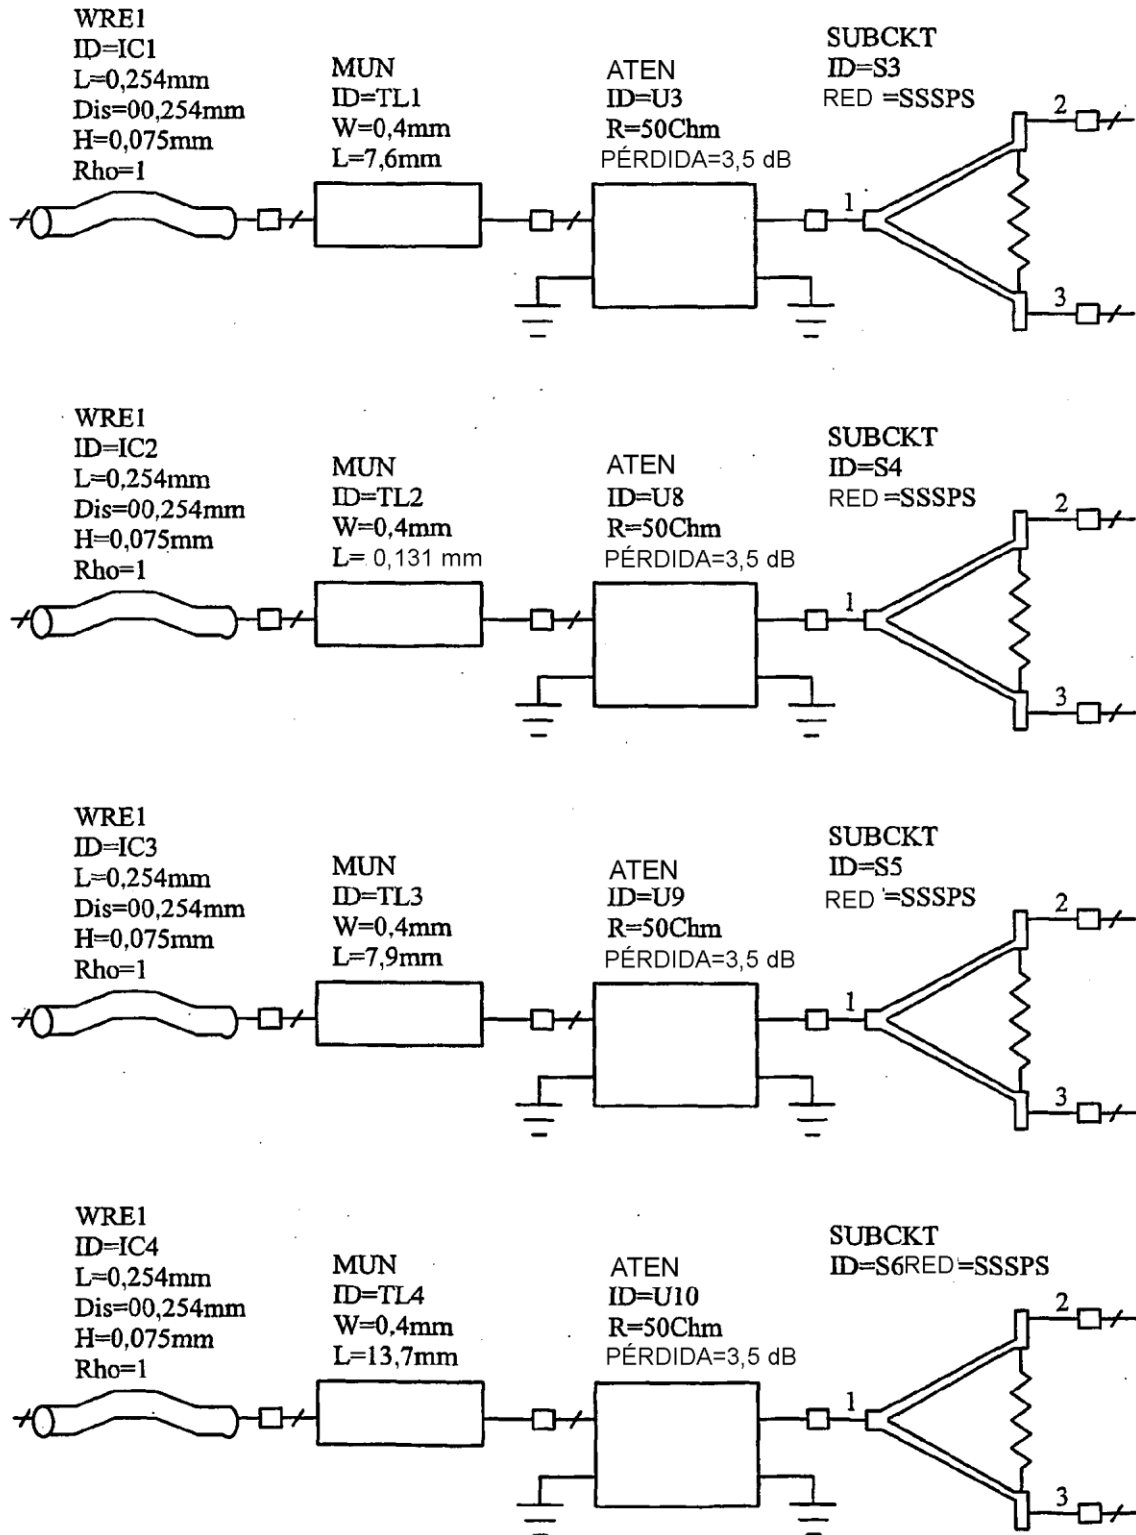 WRE1
ID=IC1
L=0,254mm
Dis=00,254mm
H=0,075mm
Rho=1
MUN
ID=TL1
W=0,4mm
L=7,6mm
ATEN
ID=U3
R=50Chm
PÉRDIDA=3,5 dB
SUBCKT
ID=S3
RED =SSSPS
1
2
3
WRE1
ID=IC2
L=0,254mm
Dis=00,254mm
H=0,075mm
Rho=1
MUN
ID=TL2
W=0,4mm
L= 0,131 mm
ATEN
ID=U8
R=50Chm
PÉRDIDA=3,5 dB
SUBCKT
ID=S4
RED =SSSPS
1
2
3
WRE1
ID=IC3
L=0,254mm
Dis=00,254mm
H=0,075mm
Rho=1
MUN
ID=TL3
W=0,4mm
L=7,9mm
ATEN
ID=U9
R=50Chm
PÉRDIDA=3,5 dB
SUBCKT
ID=S5
RED =SSSPS
1
2
3
WRE1
ID=IC4
L=0,254mm
Dis=00,254mm
H=0,075mm
Rho=1
MUN
ID=TL4
W=0,4mm
L=13,7mm
ATEN
ID=U10
R=50Chm
PÉRDIDA=3,5 dB
SUBCKT
ID=S6RED =SSSPS
1
2
3